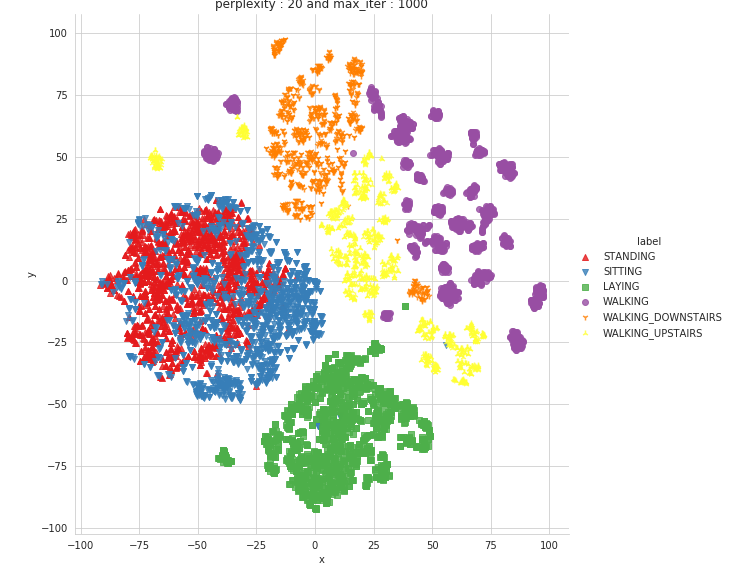 perplexity : 20 and max_iter : 1000
100
75
50
25
0
−25
−50
−75
−100
y
−100
−75
−50
−25
0
25
50
75
100
x
label
STANDING
SITTING
LAYING
WALKING
WALKING_DOWNSTAIRS
WALKING_UPSTAIRS